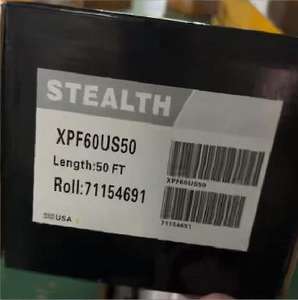 STEALTH
XPF60US50
Length:50 FT
XPF60US50
Roll:71154691
71154691
USA